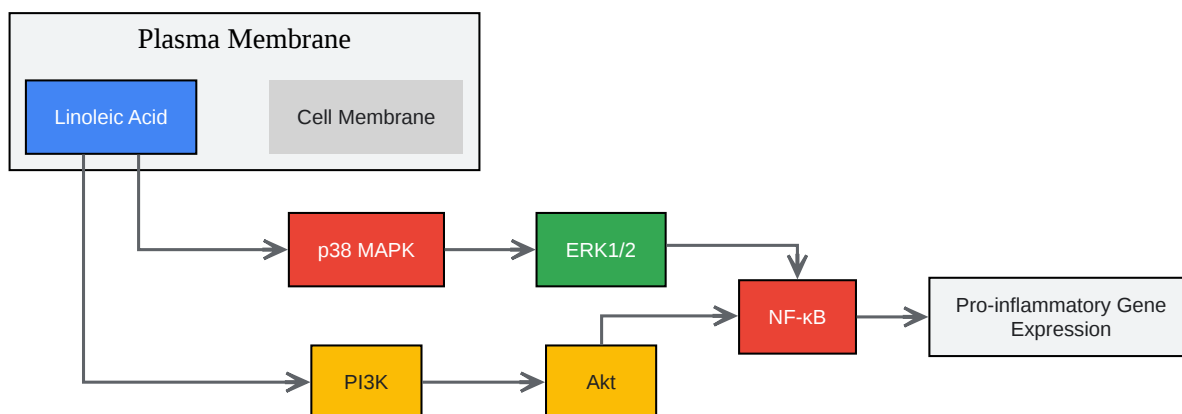 Plasma Membrane
Linoleic Acid
Cell Membrane
p38 MAPK
ERK1/2
NF-κB
Pro-inflammatory Gene
Expression
PI3K
Akt